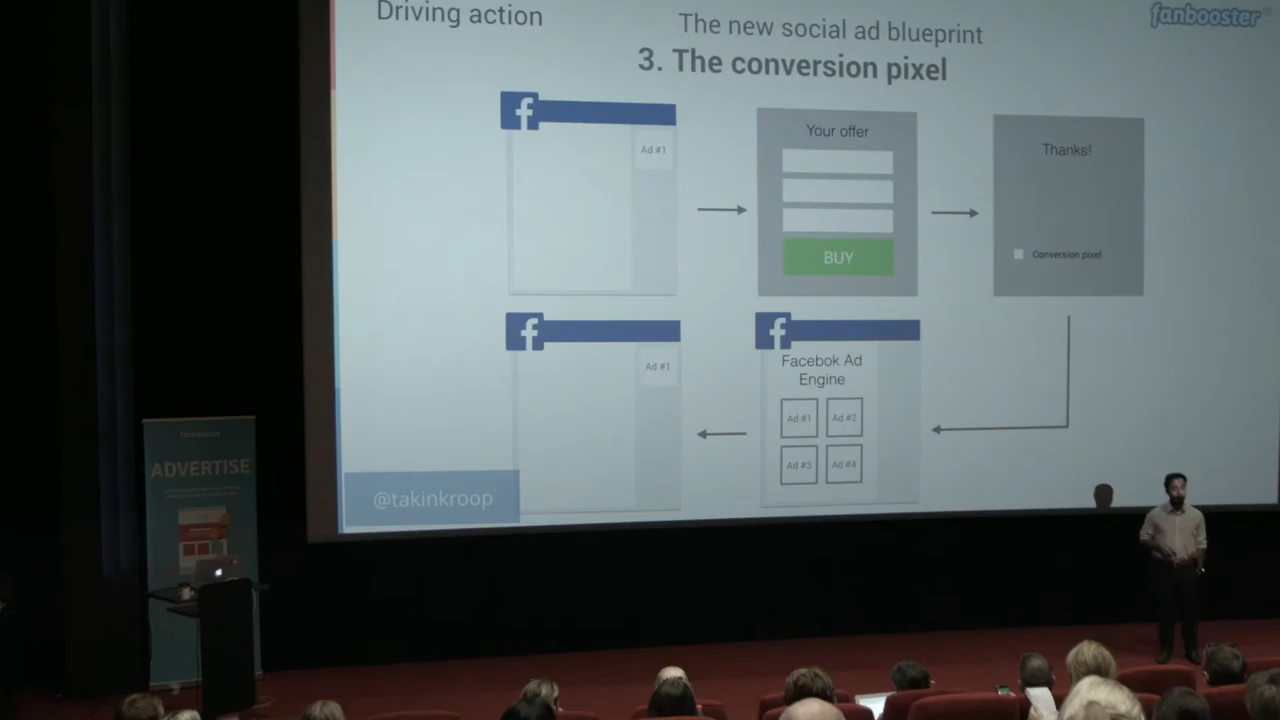 Driving action
The new social ad blueprint
fanbooster
3. The conversion pixel
Ad #1
Your offer
BUY
Thanks!
Conversion pixel
Ad #1
Facebok Ad
Engine
Ad #1
Ad #2
Ad #3
Ad #4
@takinkroop
ADVERTISE